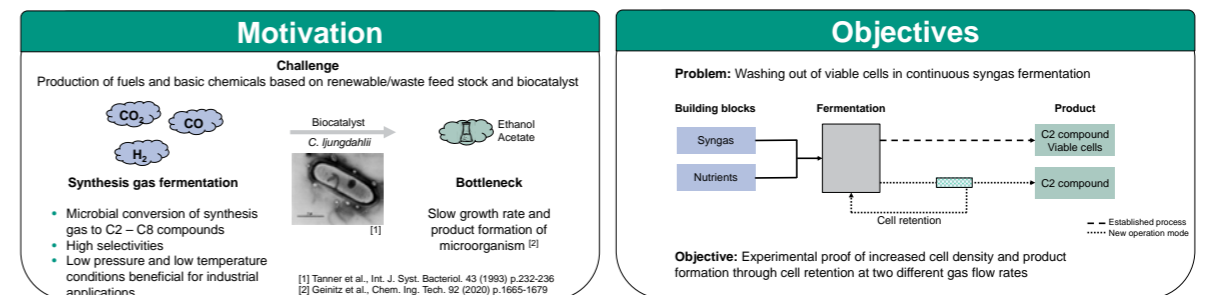 Motivation
Challenge
Production of fuels and basic chemicals based on renewable/waste feed stock and biocatalyst
CO2
CO
H2
Biocatalyst
C. ljungdahlii
Ethanol
Acetate
[1]
Synthesis gas fermentation
• Microbial conversion of synthesis
gas to C2 – C8 compounds
• High selectivities
• Low pressure and low temperature
conditions beneficial for industrial
applications
Bottleneck
Slow growth rate and
product formation of
microorganism [2]
[1] Tanner et al., Int. J. Syst. Bacteriol. 43 (1993) p.232-236
[2] Geinitz et al., Chem. Ing. Tech. 92 (2020) p.1665-1679
Objectives
Problem: Washing out of viable cells in continuous syngas fermentation
Building blocks
Fermentation
Product
Syngas
Nutrients
C2 compound
Viable cells
C2 compound
Cell retention
Established process
New operation mode
Objective: Experimental proof of increased cell density and product
formation through cell retention at two different gas flow rates